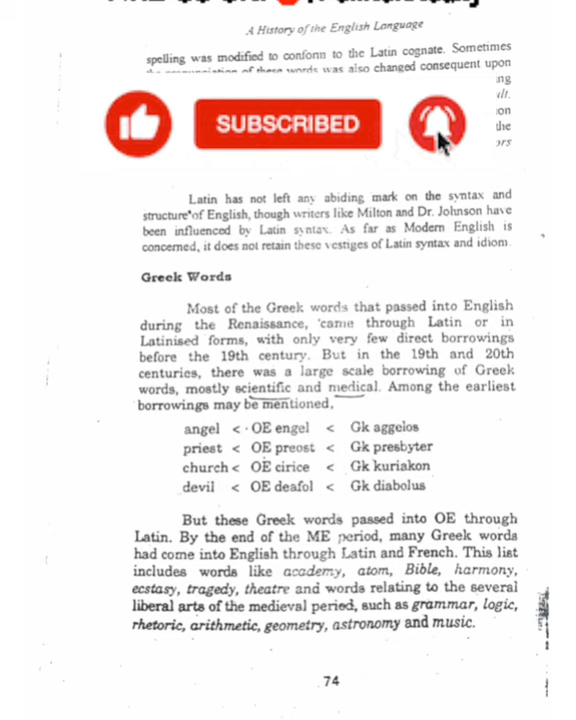 A History of the English Language
spelling was modified to conform to the Latin cognate. Sometimes
of these words was also changed consequent upon
ing
SUBSCRIBED
ult.
ion
the
ors
Latin has not left any abiding mark on the syntax and
structure of English, though writers like Milton and Dr. Johnson have
been influenced by Latin syntax. As far as Modern English is
concerned, it does not retain these vestiges of Latin syntax and idiom.
Greek Words
Most of the Greek words that passed into English
during the Renaissance, came through Latin or in
Latinised forms, with only very few direct borrowings
before the 19th century. But in the 19th and 20th
centuries, there was a large scale borrowing of Greek
words, mostly scientific and medical. Among the earliest
borrowings may be mentioned,
angel < OE engel < Gk aggelos
priest < OE preost < Gk presbyter
church < OE cirice < Gk kuriakon
devil < OE deafol < Gk diabolus
But these Greek words passed into OE through
Latin. By the end of the ME period, many Greek words
had come into English through Latin and French. This list
includes words like academy, atom, Bible, harmony,
ecstasy, tragedy, theatre and words relating to the several
liberal arts of the medieval period, such as grammar, logic,
rhetoric, arithmetic, geometry, astronomy and music.
74